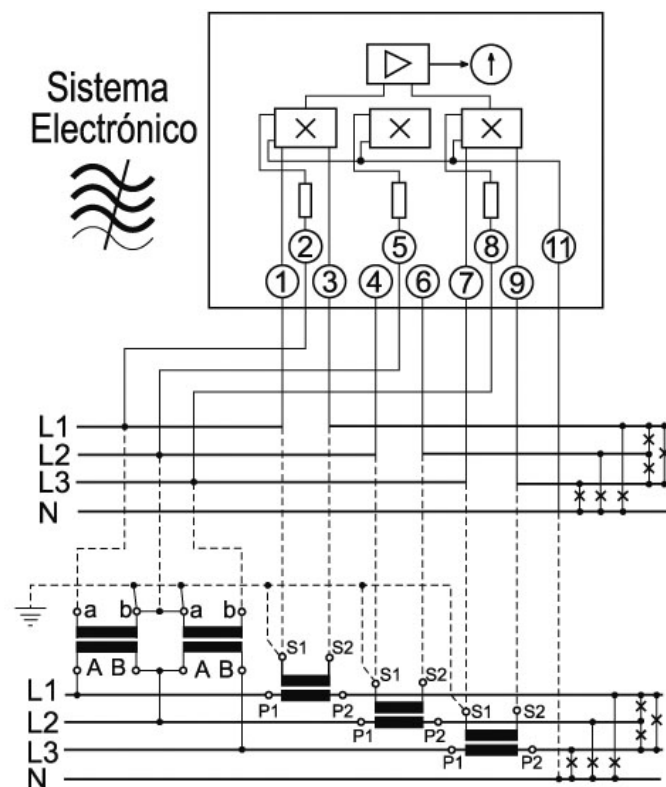 Sistema
Electrónico
2 5 8 11
1 3 4 6 7 9
L1
L2
L3
N
a b a b
A B A B
S1 S2
S1 S2
S1 S2
L1
P1 P2
L2
P1 P2
L3
P1 P2
N